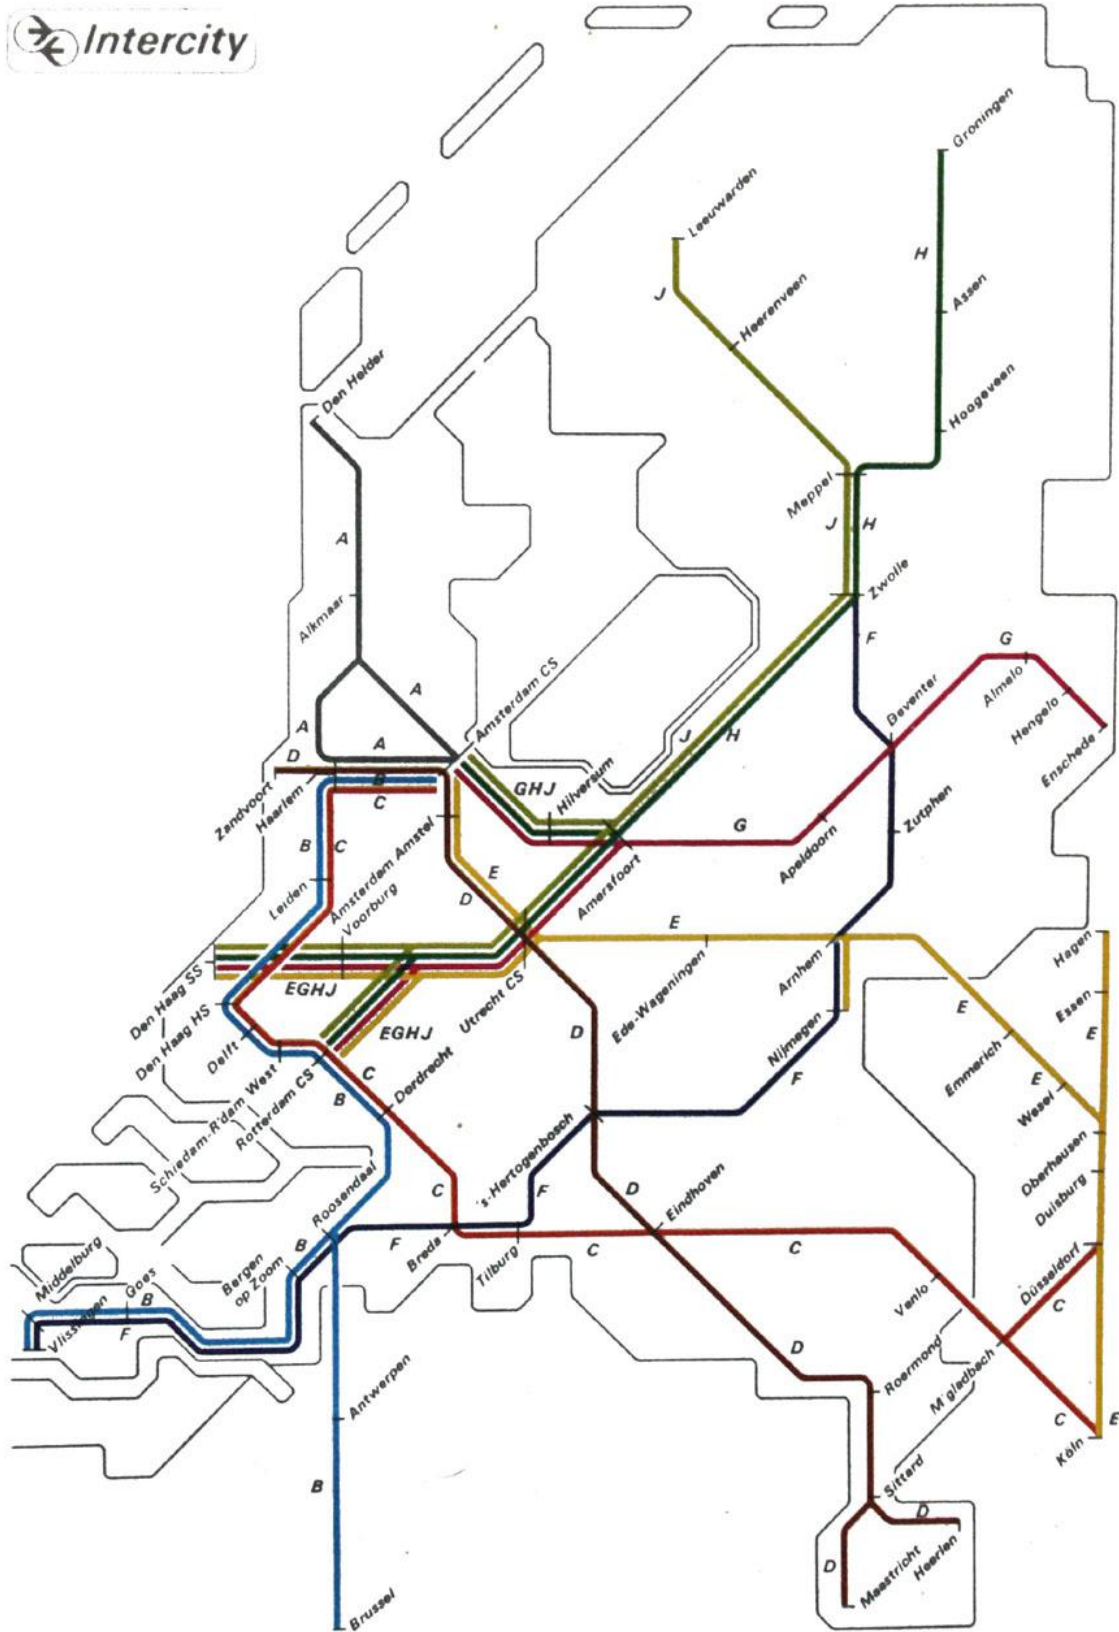 Intercity
Groningen
Leeuwarden
H
J
Heerenveen
Assen
Den Helder
Hoogeveen
Meppel
A
J
H
Zwolle
Alkmaar
F
G
Almelo
A
Amsterdam CS
Deventer
Hengelo
A
A
J
H
Enschede
D
B
C
GHJ
Hilversum
Zandvoort
Haarlem
G
Apeldoorn
Zutphen
B
C
Amsterdam Amstel
E
D
Amersfoort
Leiden
Voorburg
E
Hagen
Den Haag SS
EGHJ
Utrecht CS
Ede-Wageningen
Arnhem
Essen
Den Haag HS
EGHJ
D
E
E
Delft
Nijmegen
Emmerich
Schiedam-R'dam West
Rotterdam CS
C
B
Dordrecht
F
E
Wesel
's-Hertogenbosch
Oberhausen
Roosendaal
C
F
D
Eindhoven
Duisburg
Middelburg
Goes
Bergen
op Zoom
B
F
Breda
Tilburg
C
C
Venlo
Düsseldorf
Vlissingen
B
F
C
D
Roermond
M'gladbach
Antwerpen
C
E
Köln
B
Sittard
D
D
Maastricht
Heerlen
Brussel